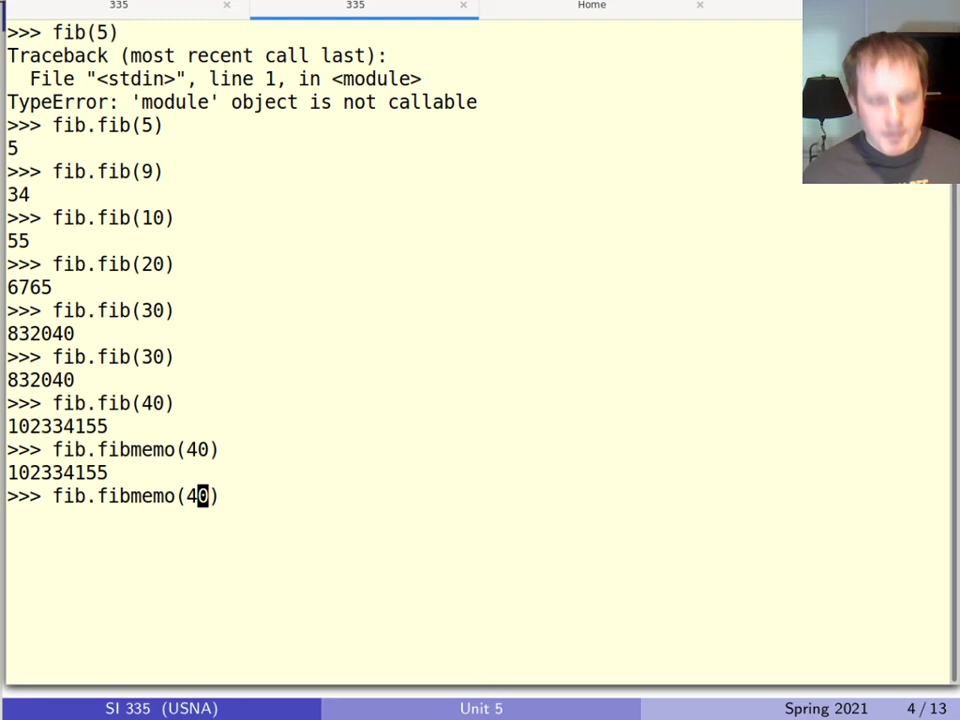 335 × 335 × Home ×
>>> fib(5)
Traceback (most recent call last):
  File "<stdin>", line 1, in <module>
TypeError: 'module' object is not callable
>>> fib.fib(5)
5
>>> fib.fib(9)
34
>>> fib.fib(10)
55
>>> fib.fib(20)
6765
>>> fib.fib(30)
832040
>>> fib.fib(30)
832040
>>> fib.fib(40)
102334155
>>> fib.fibmemo(40)
102334155
>>> fib.fibmemo(40)
SI 335 (USNA) Unit 5 Spring 2021 4 / 13